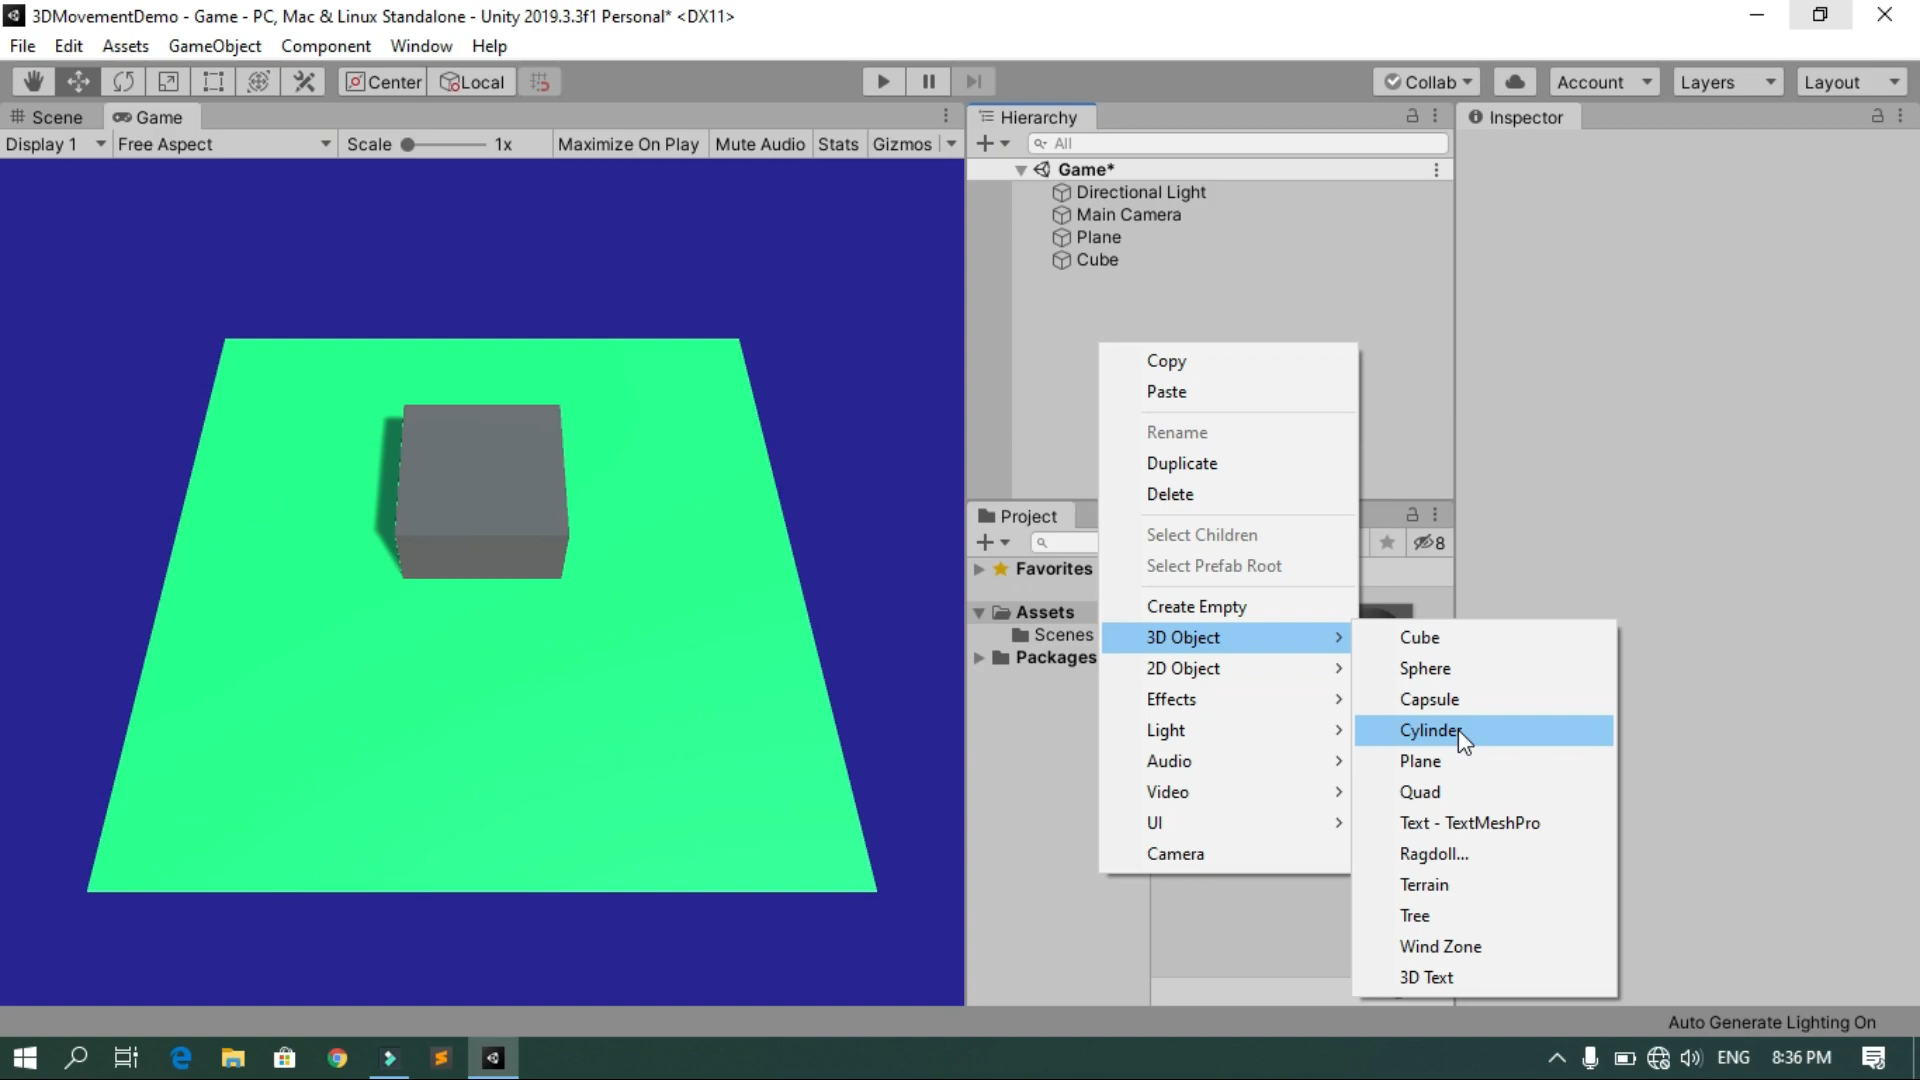 3DMovementDemo - Game - PC, Mac & Linux Standalone - Unity 2019.3.3f1 Personal* <DX11>
File Edit Assets GameObject Component Window Help
Center Local Collab Account Layers Layout
Scene Game Hierarchy Inspector
Display 1 Free Aspect Scale 1x Maximize On Play Mute Audio Stats Gizmos All
Game*
Directional Light
Main Camera
Plane
Cube
Copy
Paste
Rename
Duplicate
Delete
Select Children
Select Prefab Root
Create Empty
3D Object
2D Object
Effects
Light
Audio
Video
UI
Camera
Project
8
Favorites
Assets
Scenes
Packages
Cube
Sphere
Capsule
Cylinder
Plane
Quad
Text - TextMeshPro
Ragdoll...
Terrain
Tree
Wind Zone
3D Text
Auto Generate Lighting On
ENG 8:36 PM